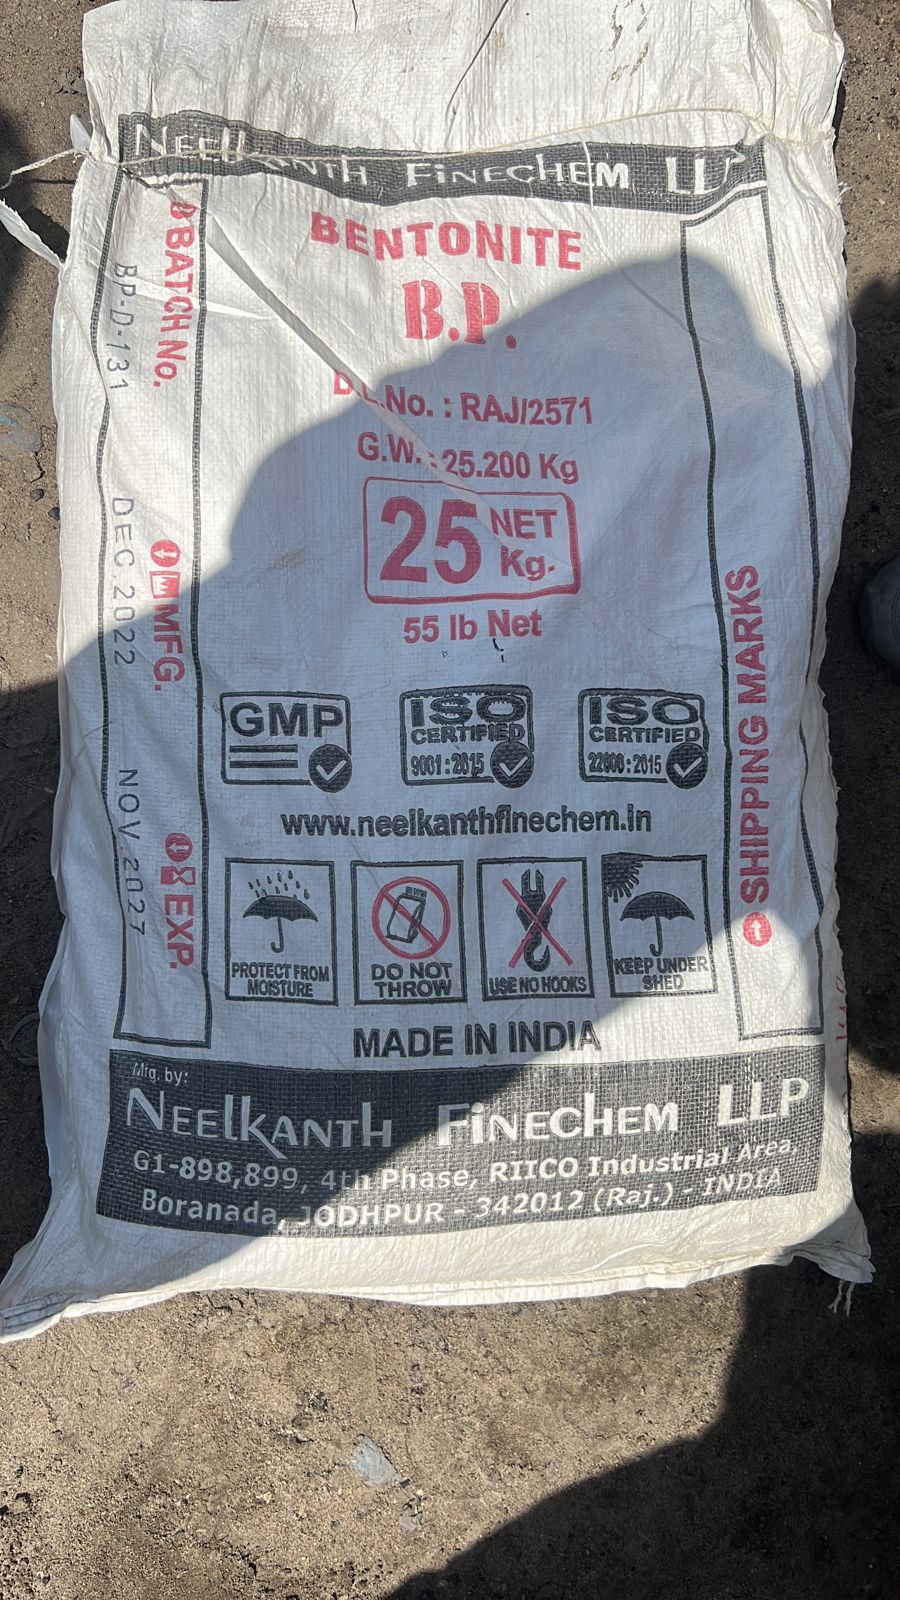 NEELKANTH FINECHEM LLP
BENTONITE
B.P.
D.L.No. : RAJ/2571
G.W. : 25.200 Kg
25 NET Kg.
55 lb Net
BATCH No.
BP-D-131
MFG.
DEC.2022
EXP.
NOV.2027
SHIPPING MARKS
GMP
ISO
CERTIFIED
9001:2015
ISO
CERTIFIED
22000:2015
www.neelkanthfinechem.in
PROTECT FROM
MOISTURE
DO NOT
THROW
USE NO HOOKS
KEEP UNDER
SHED
MADE IN INDIA
Mfg. by:
NEELKANTH FINECHEM LLP
G1-898,899, 4th Phase, RIICO Industrial Area,
Boranada, JODHPUR - 342012 (Raj.) - INDIA